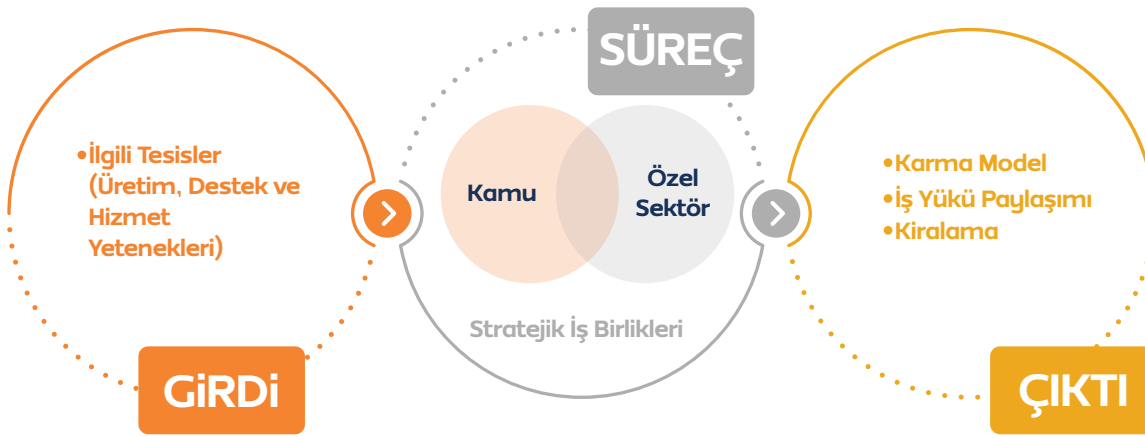 •İlgili Tesisler
(Üretim, Destek ve
Hizmet
Yetenekleri)
GiRDi
SÜREÇ
Kamu
Özel
Sektör
Stratejik İş Birlikleri
•Karma Model
•İş Yükü Paylaşımı
•Kiralama
ÇIKTI